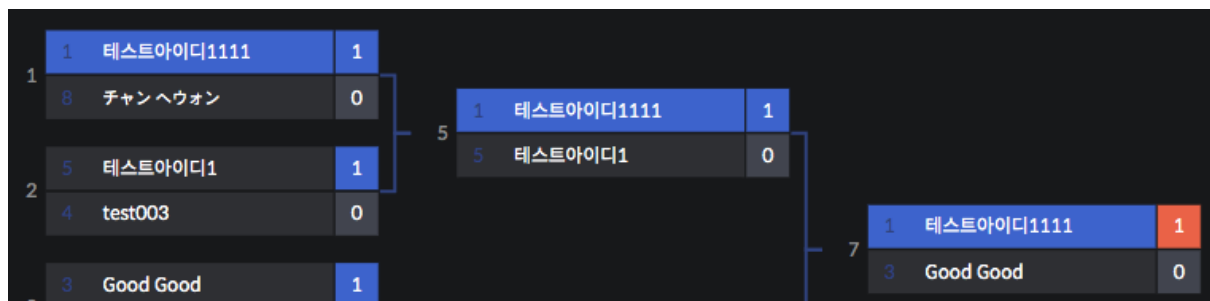 1
1 테스트아이디1111 1
8 チャン へウォン 0
2
5 테스트아이디1 1
4 test003 0
3 Good Good 1
5
1 테스트아이디1111 1
5 테스트아이디1 0
7
1 테스트아이디1111 1
3 Good Good 0